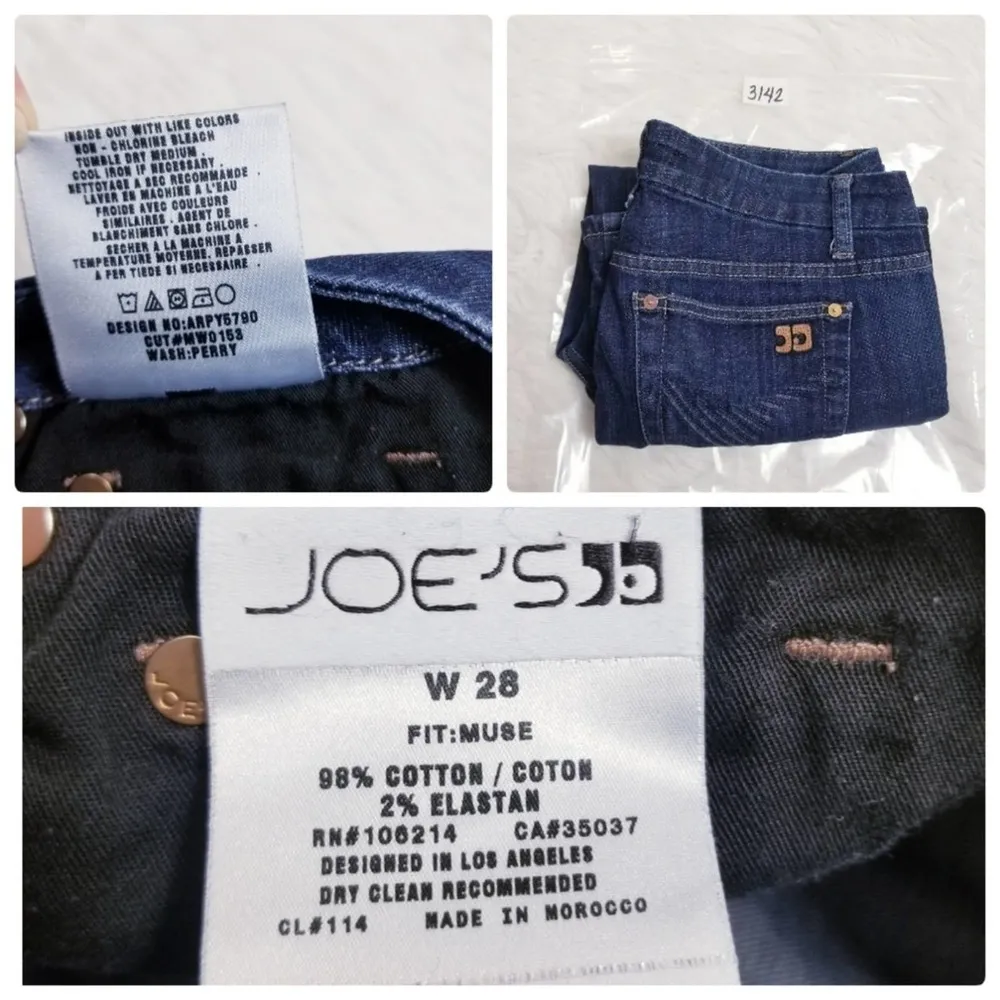 INSIDE OUT WITH LIKE COLORS
NON - CHLORINE BLEACH
TUMBLE DRY MEDIUM .
COOL IRON IF NECESSARY .
NETTOYAGE A SEC RECOMMANDE
LAVER EN MACHINE A L'EAU
FROIDE AVEC COULEURS
SIMILAIRES . AGENT DE
BLANCHIMENT SANS CHLORE .
SECHER A LA MACHINE A
TEMPERATURE MOYENNE. REPASSER
A FER TIEDE SI NECESSAIRE .
DESIGN NO:ARPY5790
CUT#MW0153
WASH:PERRY
3142
JOE'S
W 28
FIT:MUSE
98% COTTON / COTON
2% ELASTAN
RN#106214 CA#35037
DESIGNED IN LOS ANGELES
DRY CLEAN RECOMMENDED
CL#114 MADE IN MOROCCO
JOE